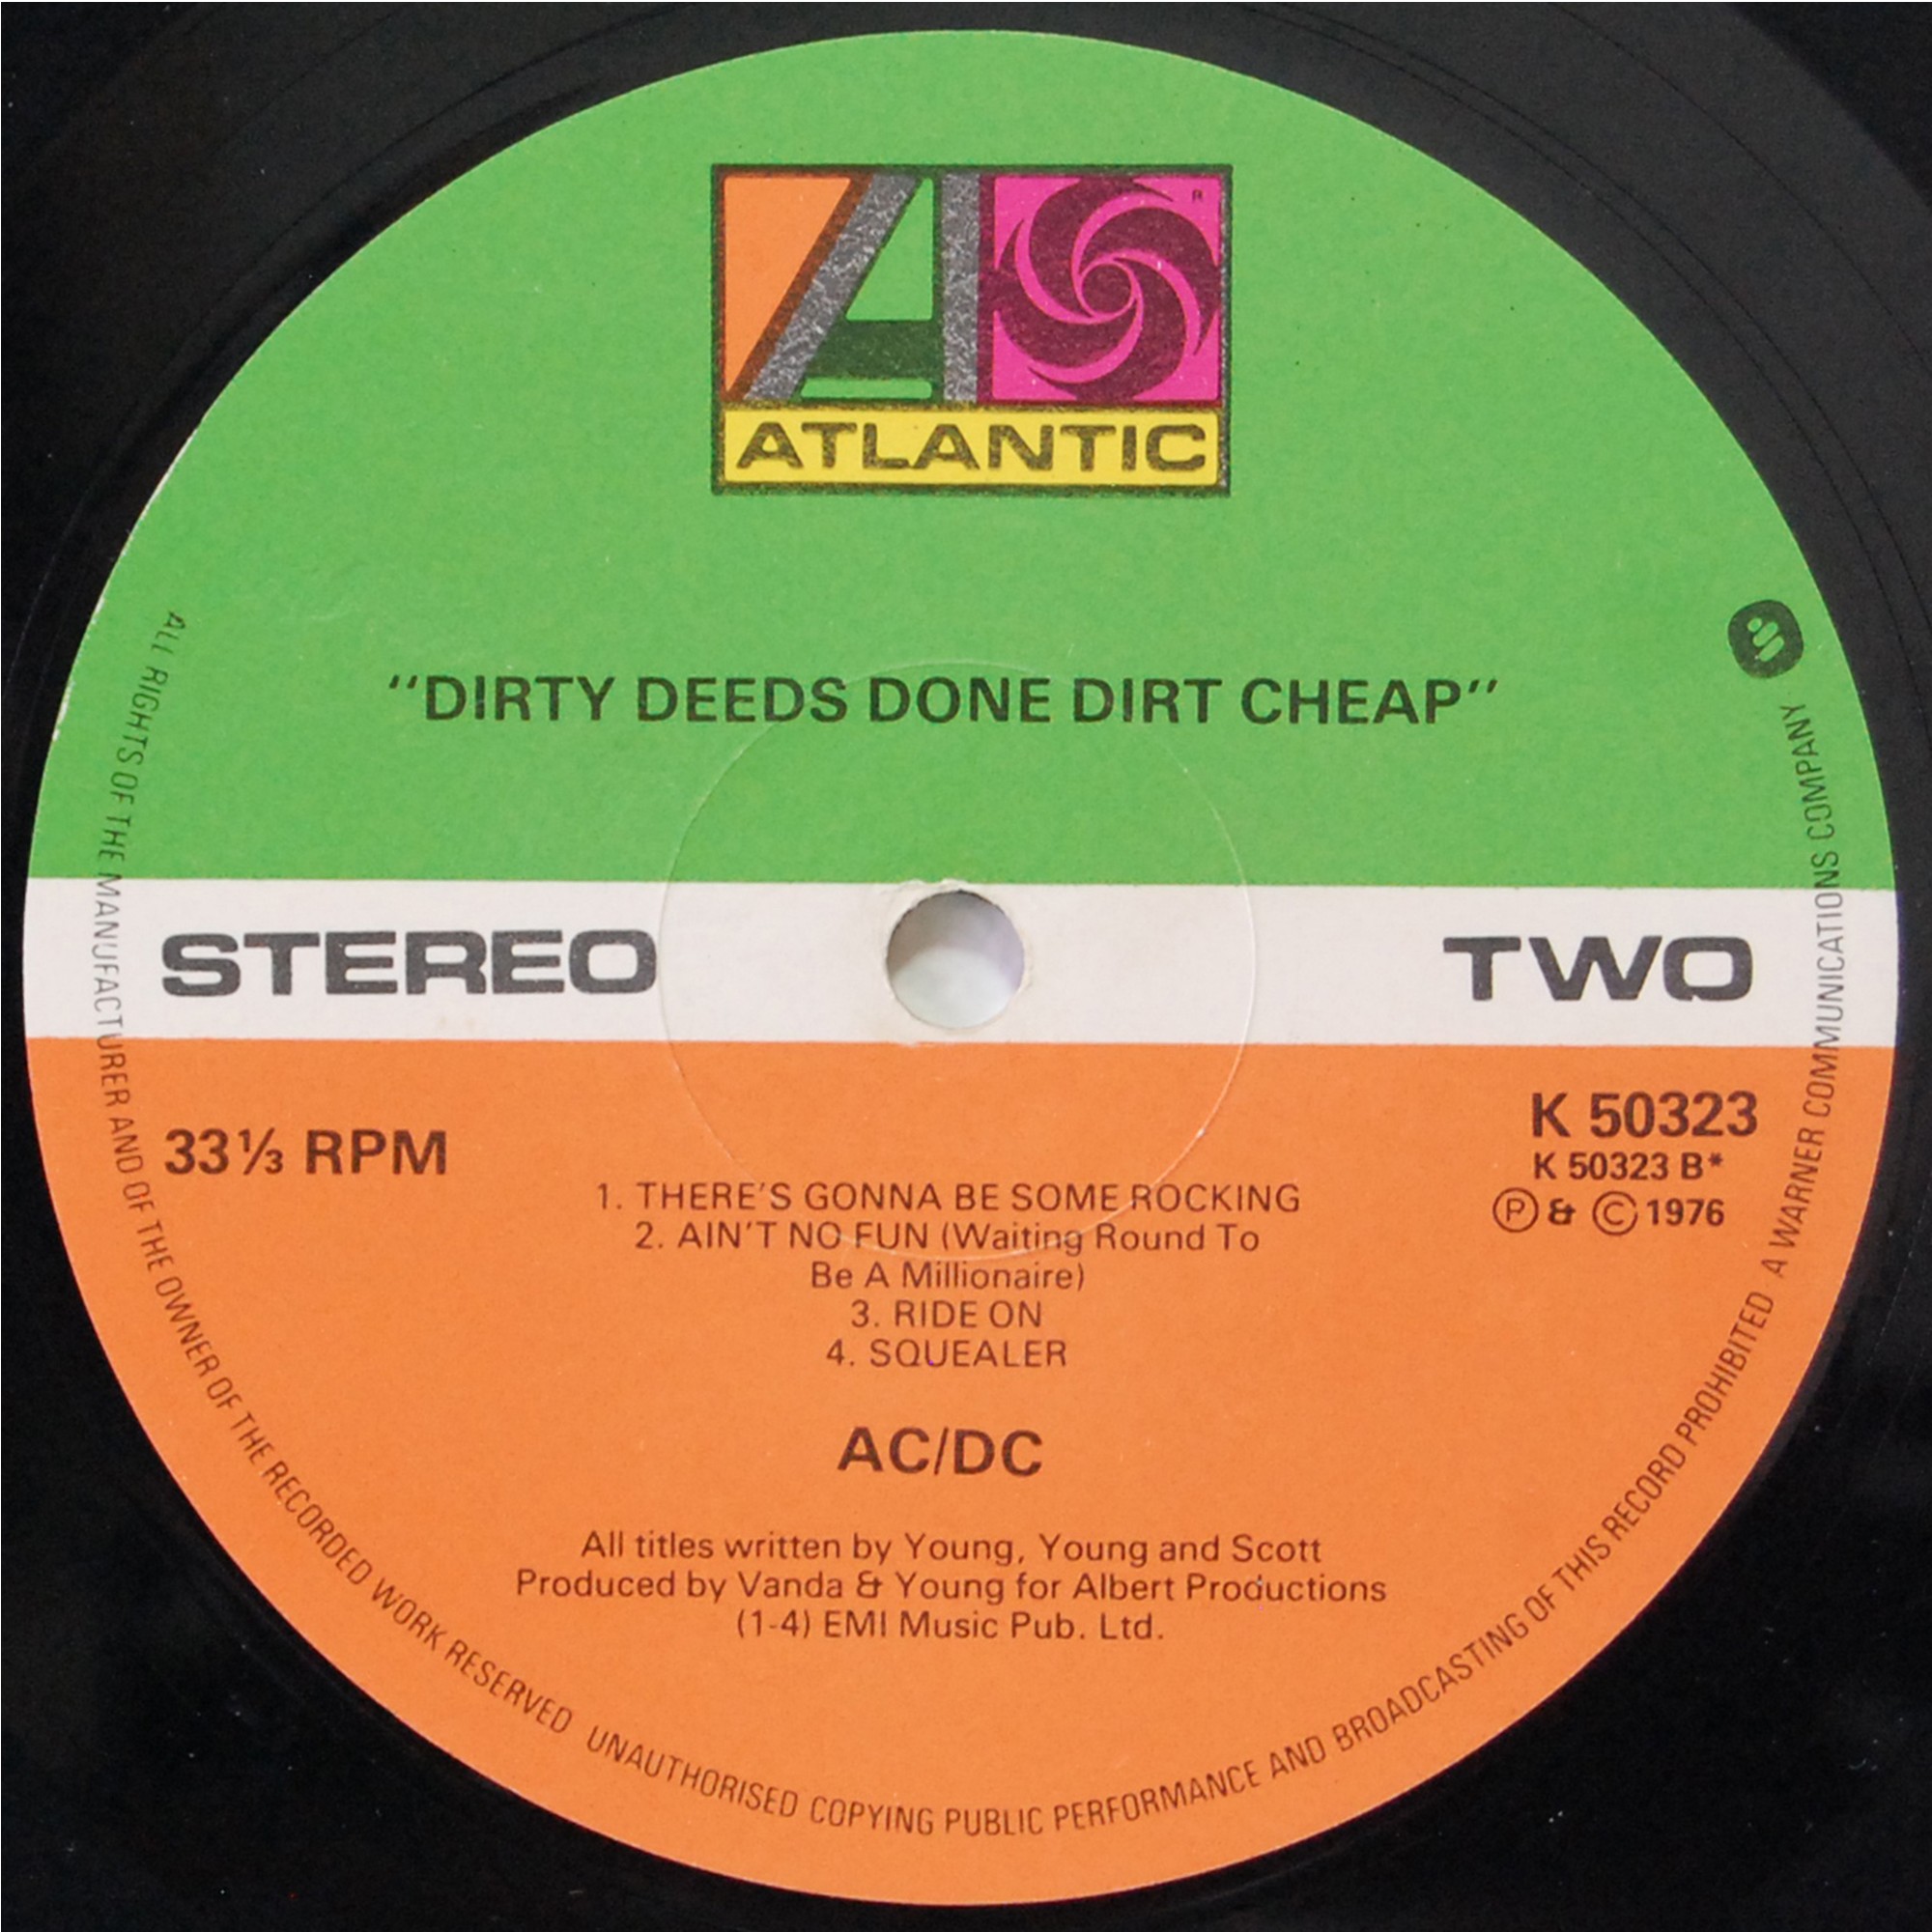 R
ATLANTIC
"DIRTY DEEDS DONE DIRT CHEAP"
STEREO
TWO
33⅓ RPM
K 50323
K 50323 B*
Ⓟ & © 1976
1. THERE'S GONNA BE SOME ROCKING
2. AIN'T NO FUN (Waiting Round To
Be A Millionaire)
3. RIDE ON
4. SQUEALER
AC/DC
All titles written by Young, Young and Scott
Produced by Vanda & Young for Albert Productions
(1-4) EMI Music Pub. Ltd.
ALL RIGHTS OF THE MANUFACTURER AND OF THE OWNER OF THE RECORDED WORK RESERVED UNAUTHORISED COPYING PUBLIC PERFORMANCE AND BROADCASTING OF THIS RECORD PROHIBITED A WARNER COMMUNICATIONS COMPANY